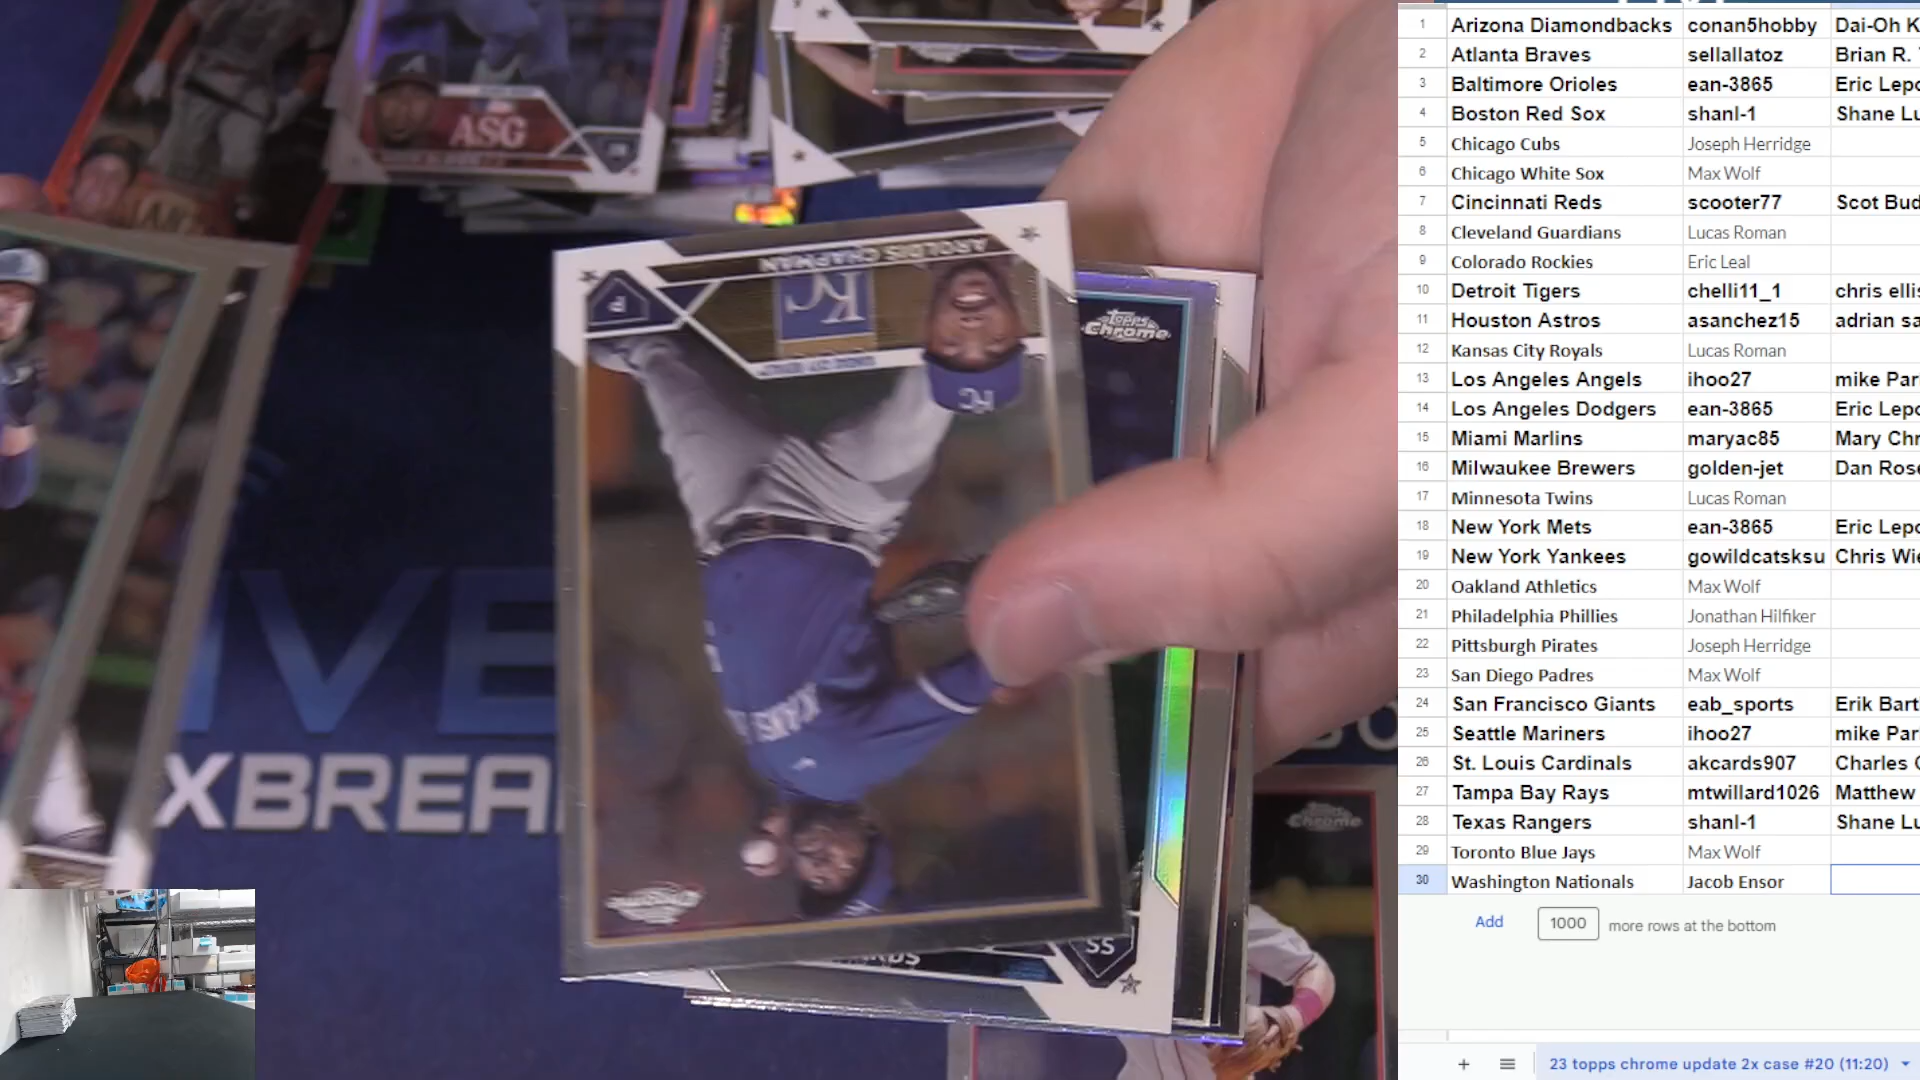 ASG
AROLDIS CHAPMAN
P
KC
KC
KANS
Topps Chrome
IVE
XBREA
SS
Topps Chrome
1 Arizona Diamondbacks conan5hobby Dai-Oh K
2 Atlanta Braves sellallatoz Brian R.
3 Baltimore Orioles ean-3865 Eric Lepo
4 Boston Red Sox shanl-1 Shane Lu
5 Chicago Cubs Joseph Herridge
6 Chicago White Sox Max Wolf
7 Cincinnati Reds scooter77 Scot Bud
8 Cleveland Guardians Lucas Roman
9 Colorado Rockies Eric Leal
10 Detroit Tigers chelli11_1 chris ellis
11 Houston Astros asanchez15 adrian sa
12 Kansas City Royals Lucas Roman
13 Los Angeles Angels ihoo27 mike Par
14 Los Angeles Dodgers ean-3865 Eric Lepo
15 Miami Marlins maryac85 Mary Chr
16 Milwaukee Brewers golden-jet Dan Rose
17 Minnesota Twins Lucas Roman
18 New York Mets ean-3865 Eric Lepo
19 New York Yankees gowildcatsksu Chris Wie
20 Oakland Athletics Max Wolf
21 Philadelphia Phillies Jonathan Hilfiker
22 Pittsburgh Pirates Joseph Herridge
23 San Diego Padres Max Wolf
24 San Francisco Giants eab_sports Erik Bart
25 Seattle Mariners ihoo27 mike Par
26 St. Louis Cardinals akcards907 Charles
27 Tampa Bay Rays mtwillard1026 Matthew
28 Texas Rangers shanl-1 Shane Lu
29 Toronto Blue Jays Max Wolf
30 Washington Nationals Jacob Ensor
Add 1000 more rows at the bottom
23 topps chrome update 2x case #20 (11:20)